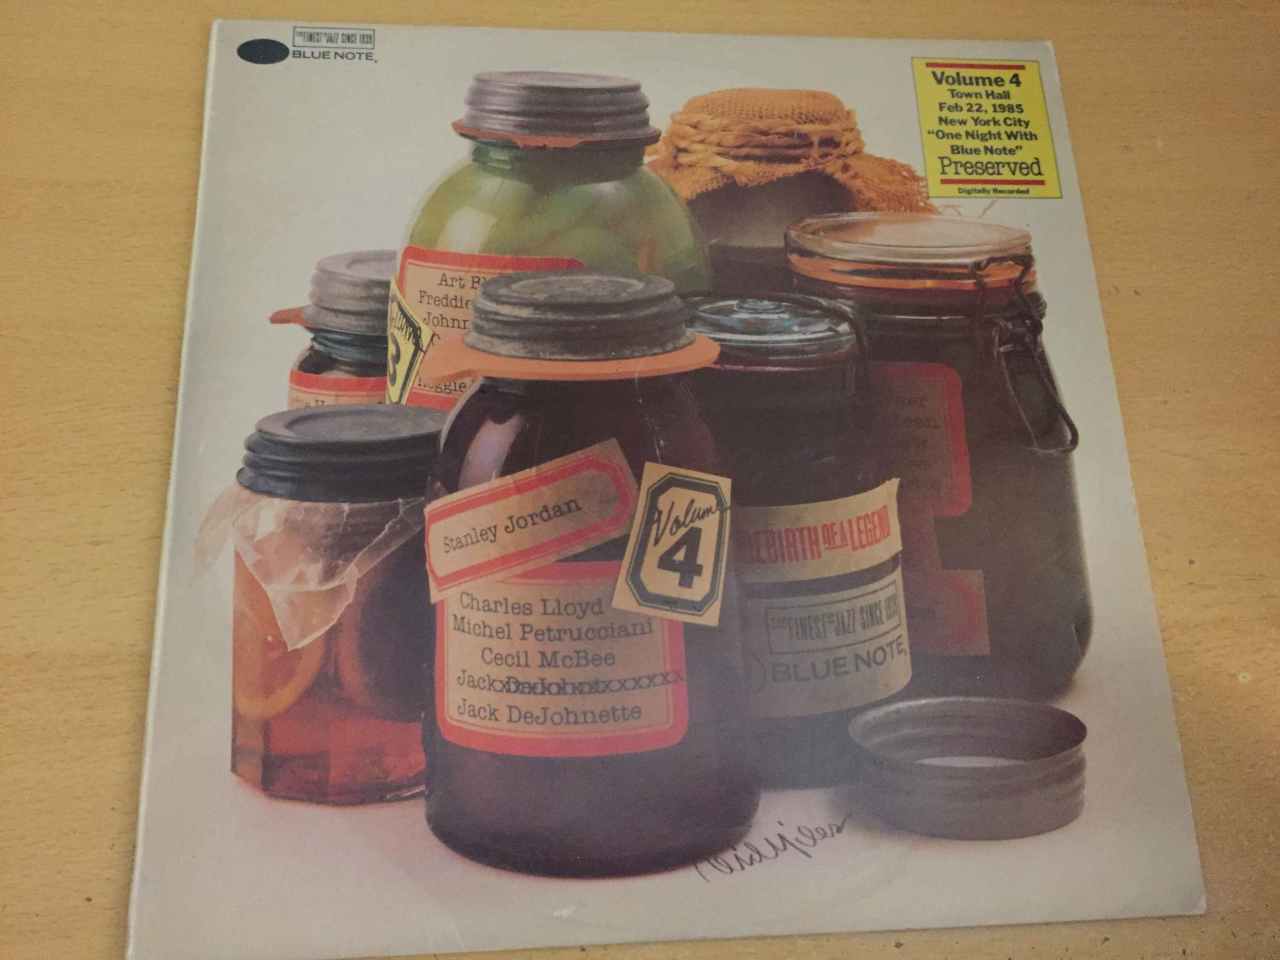 THE FINEST IN JAZZ SINCE 1939
BLUE NOTE
Volume 4
Town Hall
Feb 22, 1985
New York City
"One Night With
Blue Note"
Preserved
Digitally Recorded
Art
Freddie
3
Stanley Jordan
Volume
4
Charles Lloyd
Michel Petrucciani
Cecil McBee
Jack
Jack DeJohnette
REBIRTH OF A LEGEND
THE FINEST IN JAZZ SINCE 1939
BLUE NOTE